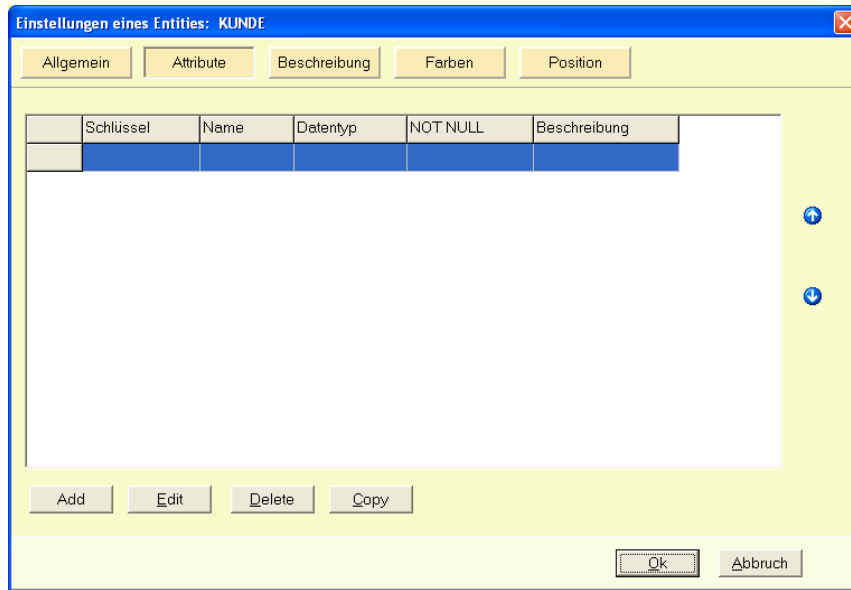 Einstellungen eines Entities: KUNDE
Allgemein Attribute Beschreibung Farben Position
Schlüssel Name Datentyp NOT NULL Beschreibung
Add Edit Delete Copy
Ok Abbruch